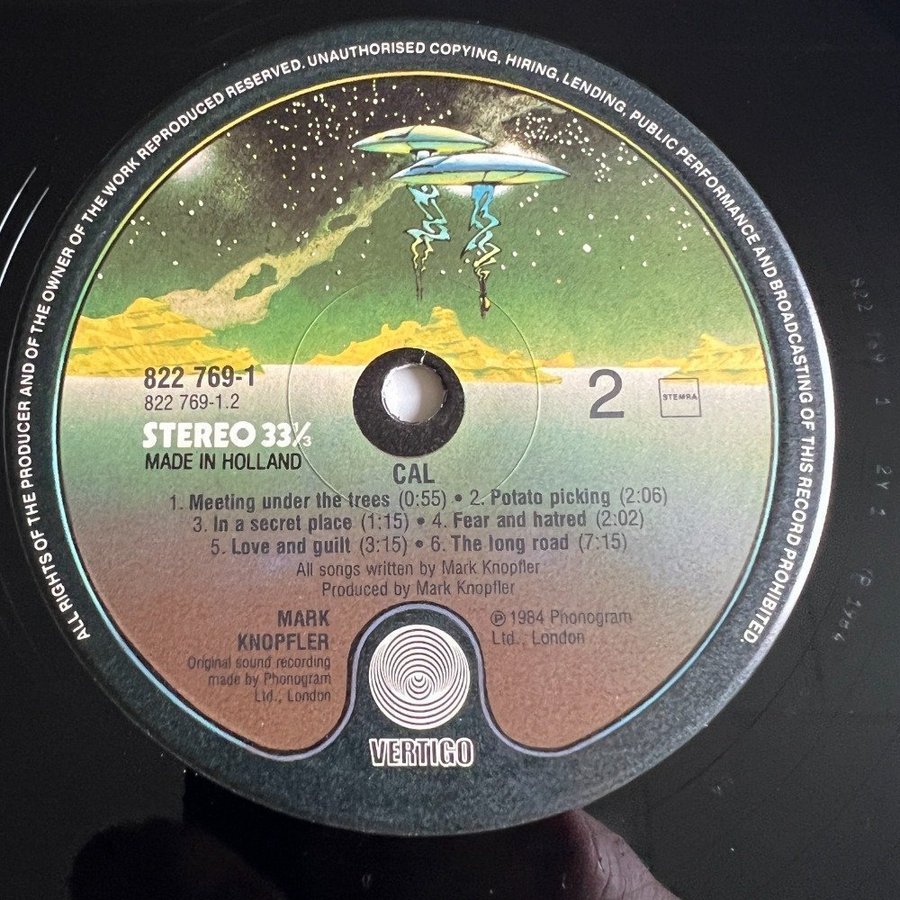 ALL RIGHTS OF THE PRODUCER AND OF THE OWNER OF THE WORK REPRODUCED RESERVED. UNAUTHORISED COPYING, HIRING, LENDING, PUBLIC PERFORMANCE AND BROADCASTING OF THIS RECORD PROHIBITED.
822 769-1
822 769-1.2
STEREO 33⅓
MADE IN HOLLAND
2
STEMRA
CAL
1. Meeting under the trees (0:55) • 2. Potato picking (2:06)
3. In a secret place (1:15) • 4. Fear and hatred (2:02)
5. Love and guilt (3:15) • 6. The long road (7:15)
All songs written by Mark Knopfler
Produced by Mark Knopfler
MARK
KNOPFLER
Original sound recording
made by Phonogram
Ltd., London
℗ 1984 Phonogram
Ltd., London
VERTIGO